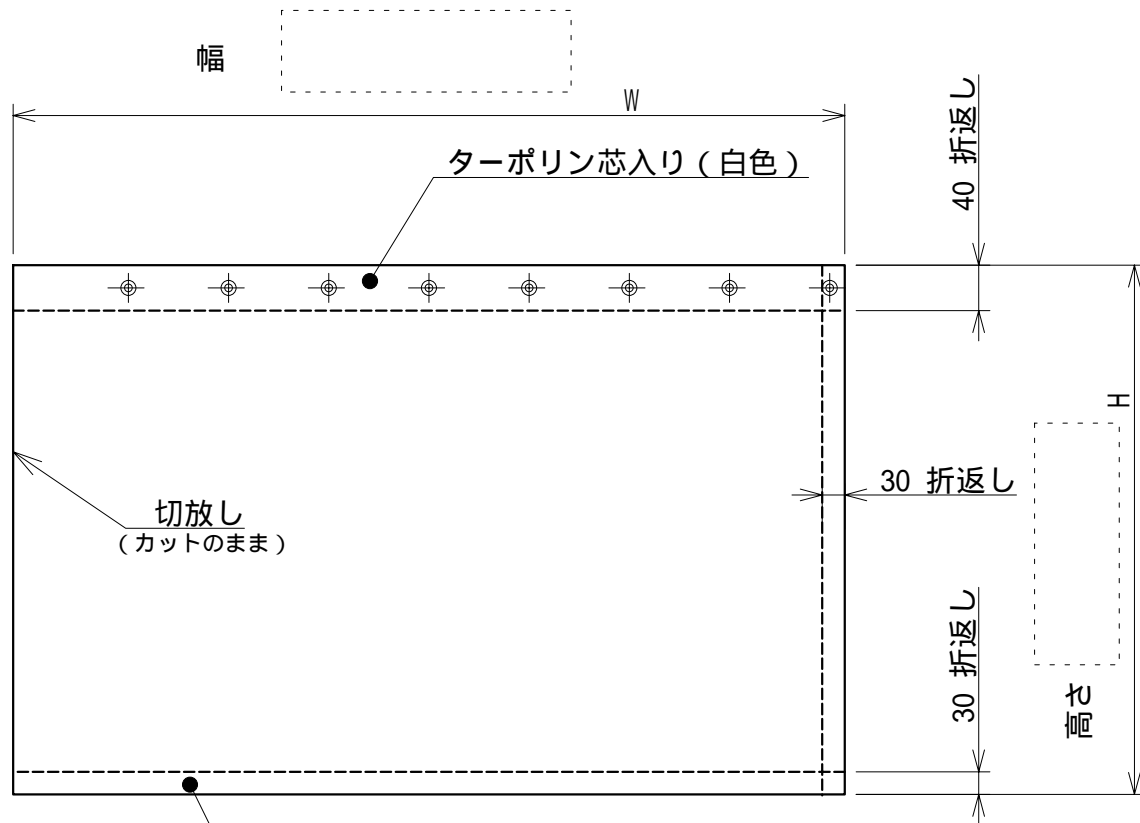 幅
W
ターポリン芯入り（白色）
40 折返し
H
30 折返し
切放し
（カットのまま）
30 折返し
高さ